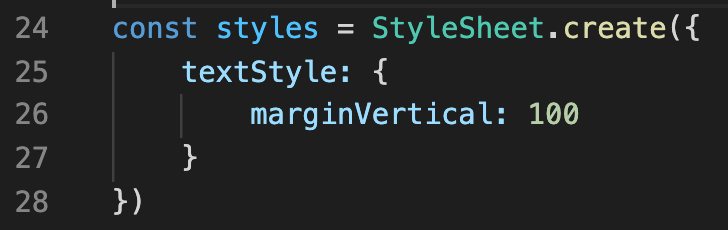 24 const styles = StyleSheet.create({
25     textStyle: {
26         marginVertical: 100
27     }
28 })